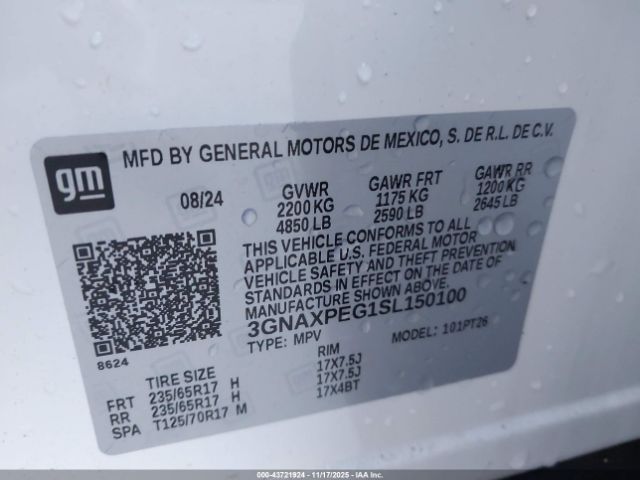 gm
MFD BY GENERAL MOTORS DE MEXICO, S. DE R.L. DE C.V.
08/24 GVWR GAWR FRT GAWR RR
2200 KG 1175 KG 1200 KG
4850 LB 2590 LB 2645 LB
THIS VEHICLE CONFORMS TO ALL
APPLICABLE U.S. FEDERAL MOTOR
VEHICLE SAFETY AND THEFT
PREVENTION STANDARDS IN
EFFECT ON THE DATE OF
MANUFACTURE SHOWN ABOVE.
3GNAXPEG1SL150100
TYPE: MPV MODEL: 101PT26
8624
TIRE SIZE RIM
FRT 235/65R17 H 17X7.5J
RR 235/65R17 H 17X7.5J
SPA T125/70R17 M 17X4BT
000-43721924 | 11/17/2025 - IAAI.COM